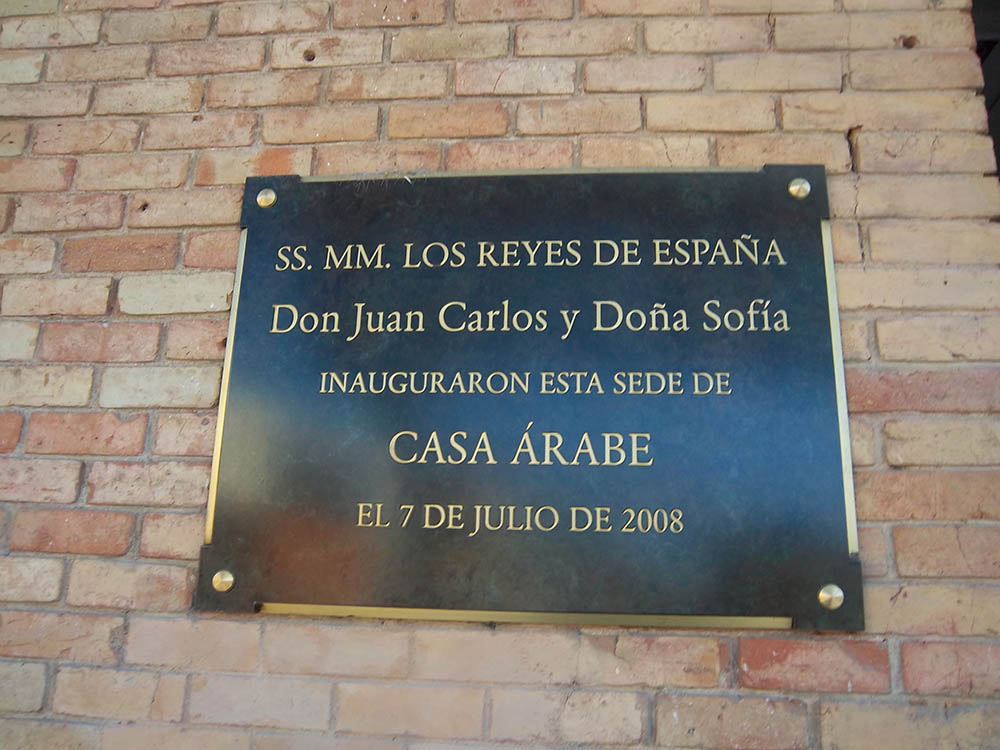 SS. MM. LOS REYES DE ESPAÑA
Don Juan Carlos y Doña Sofía
INAUGURARON ESTA SEDE DE
CASA ÁRABE
EL 7 DE JULIO DE 2008